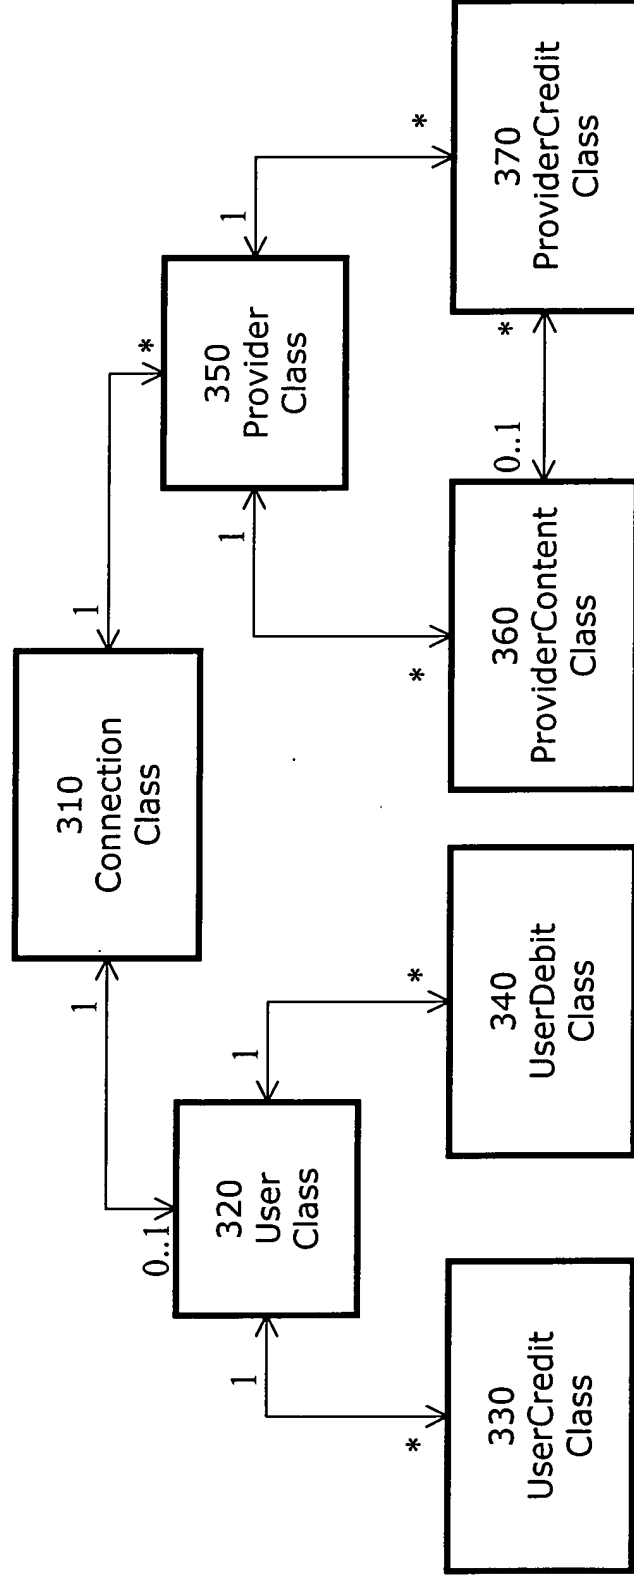 310
Connection
Class
1
1
0..1
*
320
User
Class
350
Provider
Class
1
1
1
1
*
*
*
*
330
UserCredit
Class
340
UserDebit
Class
360
ProviderContent
Class
0..1
*
370
ProviderCredit
Class